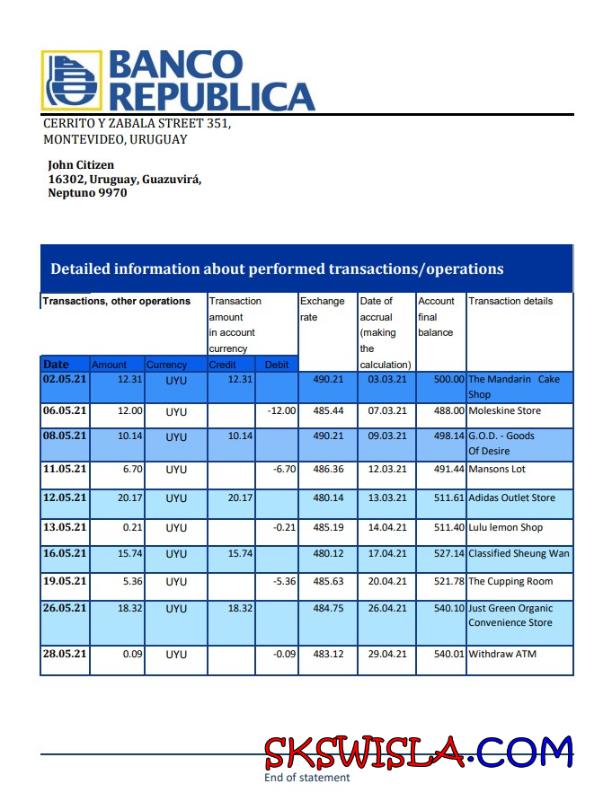 BANCO
REPUBLICA
CERRITO Y ZABALA STREET 351,
MONTEVIDEO, URUGUAY
John Citizen
16302, Uruguay, Guazuvirá,
Neptuno 9970
Detailed information about performed transactions/operations
Transactions, other operations Transaction amount in account currency Exchange rate Date of accrual (making the calculation) Account final balance Transaction details
Date Amount Currency Credit Debit
02.05.21 12.31 UYU 12.31 490.21 03.03.21 500.00 The Mandarin Cake Shop
06.05.21 12.00 UYU -12.00 485.44 07.03.21 488.00 Moleskine Store
08.05.21 10.14 UYU 10.14 490.21 09.03.21 498.14 G.O.D. - Goods Of Desire
11.05.21 6.70 UYU -6.70 486.36 12.03.21 491.44 Mansons Lot
12.05.21 20.17 UYU 20.17 480.14 13.03.21 511.61 Adidas Outlet Store
13.05.21 0.21 UYU -0.21 485.19 14.04.21 511.40 Lulu lemon Shop
16.05.21 15.74 UYU 15.74 480.12 17.04.21 527.14 Classified Sheung Wan
19.05.21 5.36 UYU -5.36 485.63 20.04.21 521.78 The Cupping Room
26.05.21 18.32 UYU 18.32 484.75 26.04.21 540.10 Just Green Organic Convenience Store
28.05.21 0.09 UYU -0.09 483.12 29.04.21 540.01 Withdraw ATM
SKSWISLA.COM
End of statement